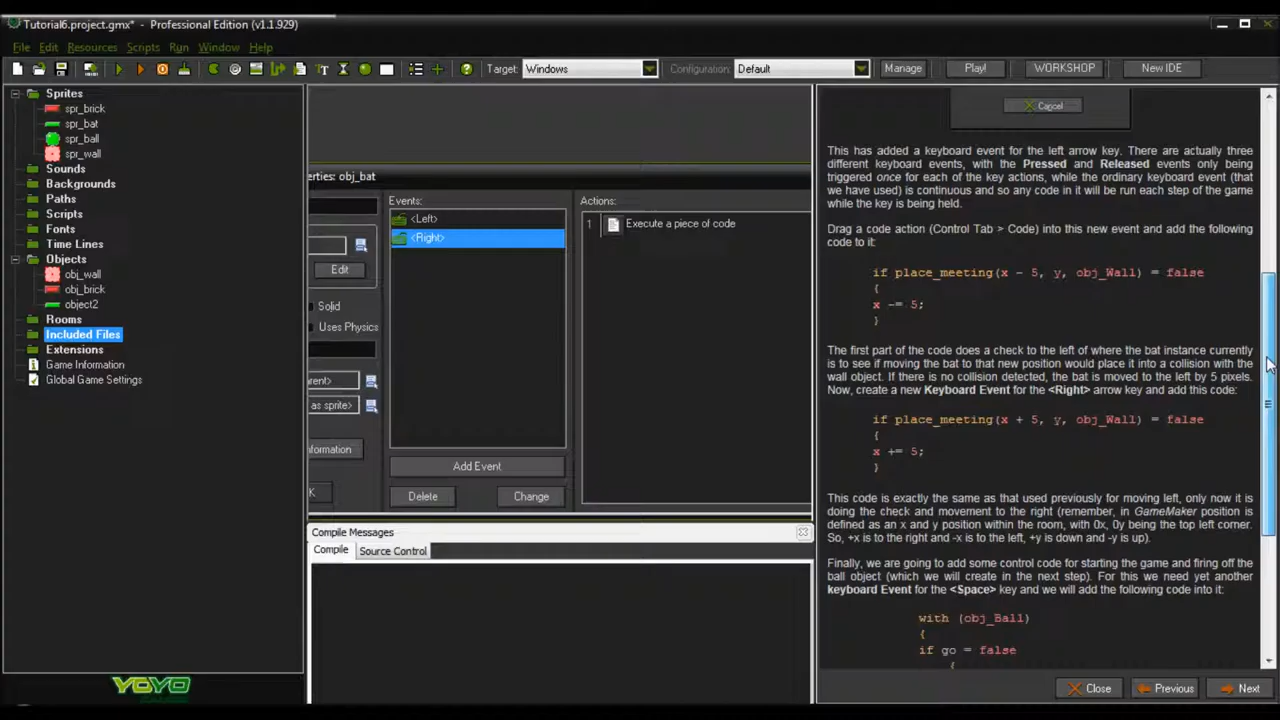 Tutorial6.project.gmx* - Professional Edition (v1.1.929)
File Edit Resources Scripts Run Window Help
Target: Windows Configuration: Default Manage Play! WORKSHOP New IDE
Sprites
spr_brick
spr_bat
spr_ball
spr_wall
Sounds
Backgrounds
Paths
Scripts
Fonts
Time Lines
Objects
obj_wall
obj_brick
object2
Rooms
Included Files
Extensions
Game Information
Global Game Settings
YOYO
rties: obj_bat
Edit
Solid
Uses Physics
rent>
as sprite>
formation
K
Events:
<Left>
<Right>
Add Event
Delete Change
Actions:
1 Execute a piece of code
Compile Messages
Compile Source Control
Cancel
This has added a keyboard event for the left arrow key. There are actually three
different keyboard events, with the Pressed and Released events only being
triggered once for each of the key actions, while the ordinary keyboard event (that
we have used) is continuous and so any code in it will be run each step of the game
while the key is being held.
Drag a code action (Control Tab > Code) into this new event and add the following
code to it:
if place_meeting(x - 5, y, obj_Wall) = false
{
x -= 5;
}
The first part of the code does a check to the left of where the bat instance currently
is to see if moving the bat to that new position would place it into a collision with the
wall object. If there is no collision detected, the bat is moved to the left by 5 pixels.
Now, create a new Keyboard Event for the <Right> arrow key and add this code:
if place_meeting(x + 5, y, obj_Wall) = false
{
x += 5;
}
This code is exactly the same as that used previously for moving left, only now it is
doing the check and movement to the right (remember, in GameMaker position is
defined as an x and y position within the room, with 0x, 0y being the top left corner.
So, +x is to the right and -x is to the left, +y is down and -y is up).
Finally, we are going to add some control code for starting the game and firing off the
ball object (which we will create in the next step). For this we need yet another
keyboard Event for the <Space> key and we will add the following code into it:
with (obj_Ball)
{
if go = false
{
Close Previous Next